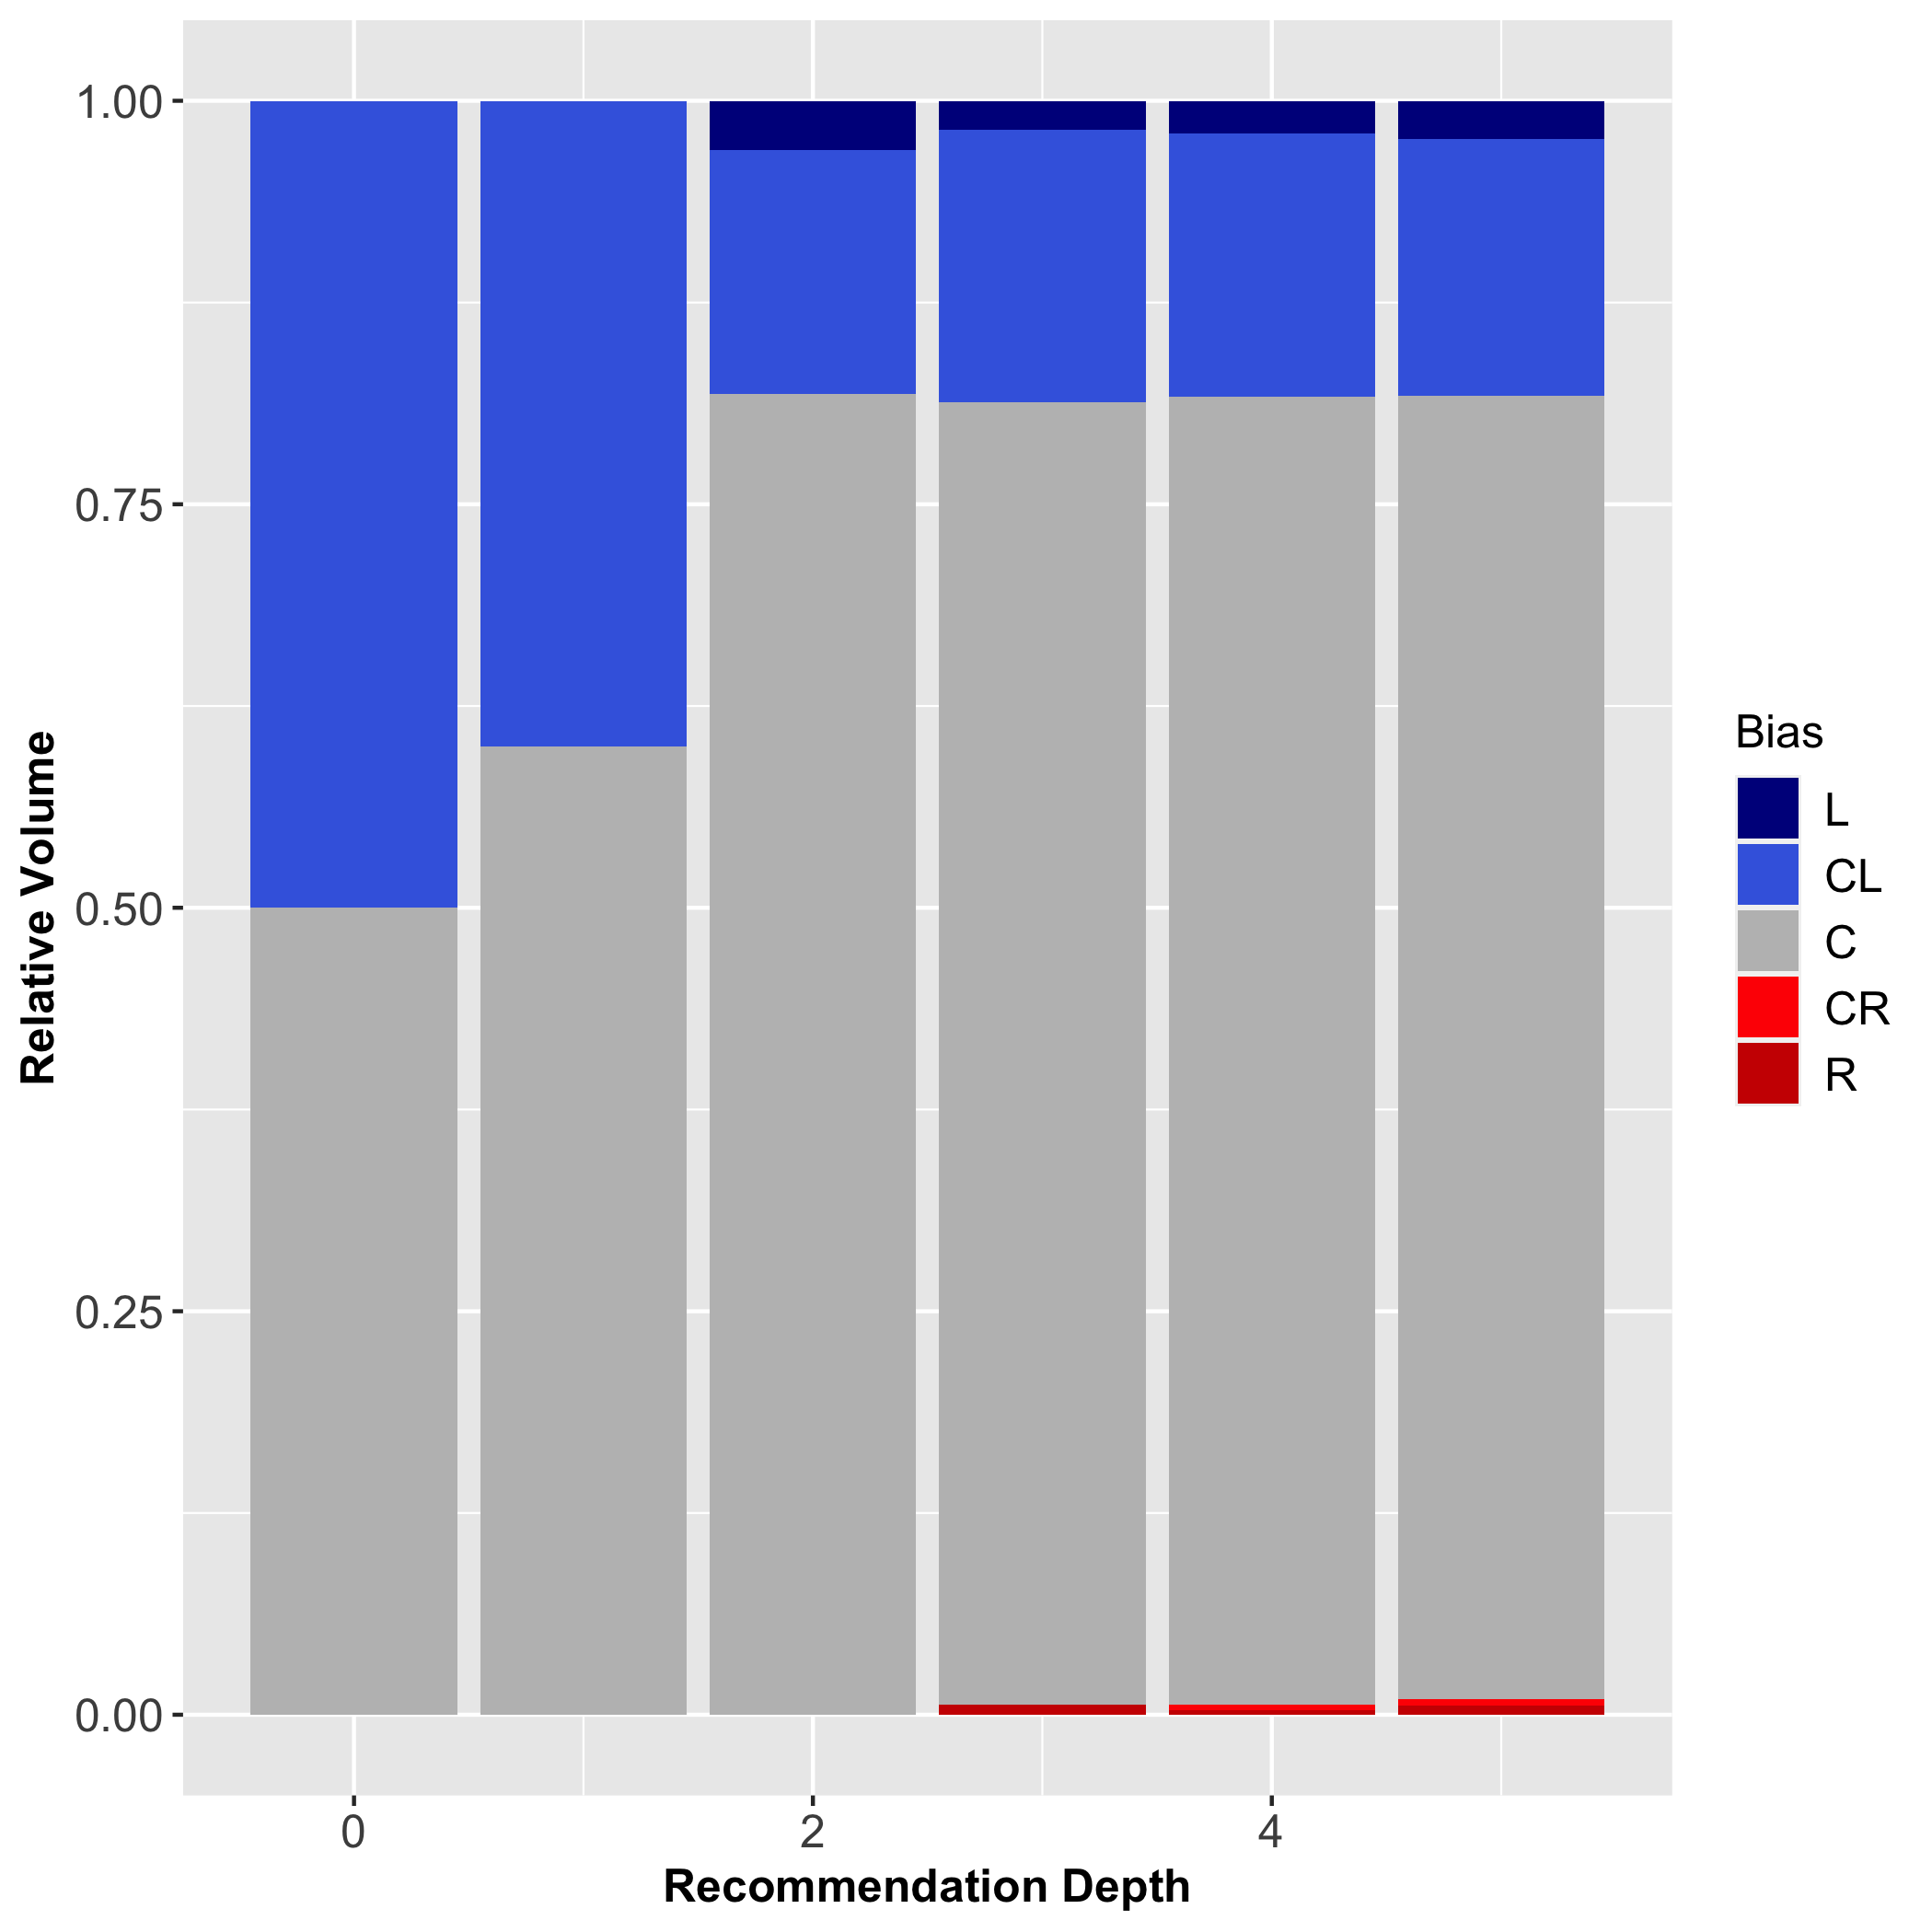 1.00
0.75
0.50
0.25
0.00
Relative Volume
0 2 4
Recommendation Depth
Bias
L
CL
C
CR
R